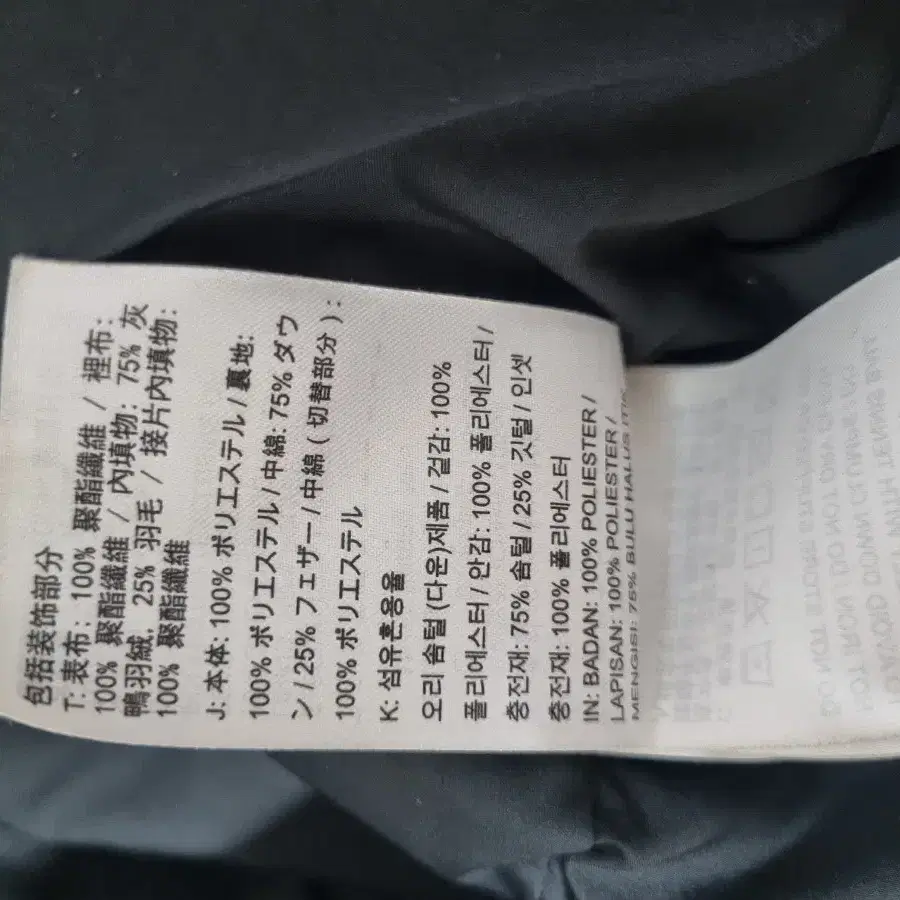 包括装饰部分
T: 表布: 100% 聚酯纖維 / 裡布:
100% 聚酯纖維 / 內填物: 75% 灰
鴨羽絨, 25% 羽毛 / 接片內填物:
100% 聚酯纖維
J: 本体: 100% ポリエステル / 裏地:
100% ポリエステル / 中綿: 75% ダウ
ン / 25% フェザー / 中綿 ( 切替部分 ) :
100% ポリエステル
K: 섬유혼용율
오리 솜털 (다운)제품 / 겉감: 100%
폴리에스터 / 안감: 100% 폴리에스터 /
충전재: 75% 솜털 / 25% 깃털 / 인셋
충전재: 100% 폴리에스터
IN: BADAN: 100% POLIESTER /
LAPISAN: 100% POLIESTER /
MENGISI: 75% BULU HALUS